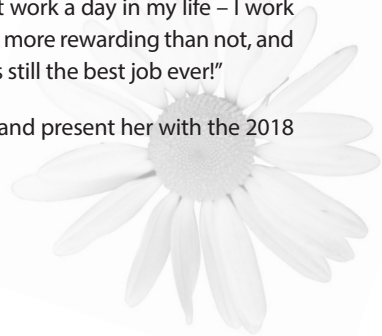 t work a day in my life – I work
more rewarding than not, and
s still the best job ever!”
and present her with the 2018